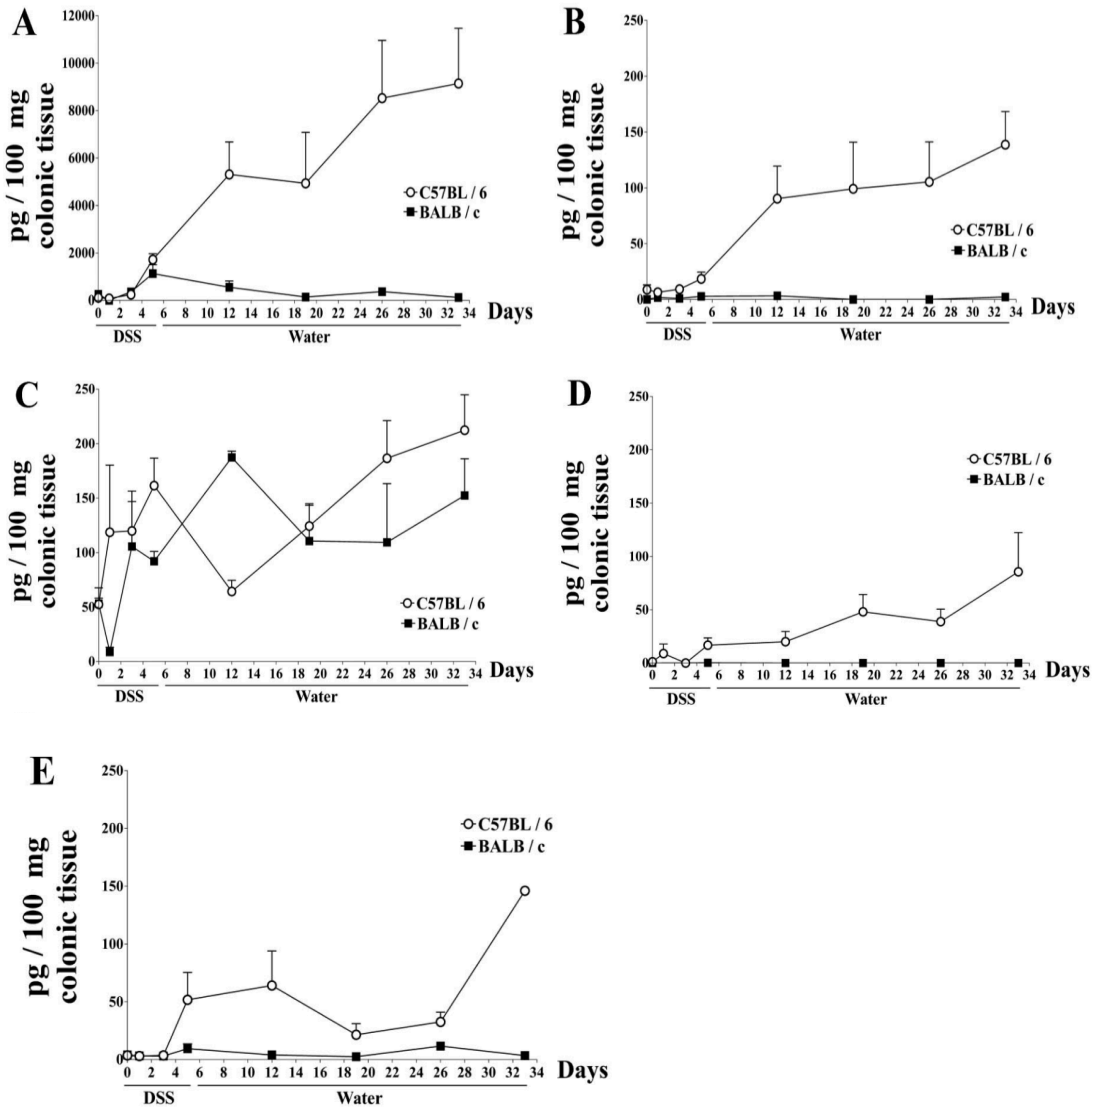 A
pg / 100 mg
colonic tissue
12000
10000
8000
6000
4000
2000
0
C57BL / 6
BALB / c
0 2 4 6 8 10 12 14 16 18 20 22 24 26 28 30 32 34 Days
DSS Water
B
pg / 100 mg
colonic tissue
250
200
150
100
50
0
C57BL / 6
BALB / c
0 2 4 6 8 10 12 14 16 18 20 22 24 26 28 30 32 34 Days
DSS Water
C
pg / 100 mg
colonic tissue
250
200
150
100
50
0
C57BL / 6
BALB / c
0 2 4 6 8 10 12 14 16 18 20 22 24 26 28 30 32 34 Days
DSS Water
D
pg / 100 mg
colonic tissue
250
200
150
100
50
0
C57BL / 6
BALB / c
0 2 4 6 8 10 12 14 16 18 20 22 24 26 28 30 32 34 Days
DSS Water
E
pg / 100 mg
colonic tissue
250
200
150
100
50
0
C57BL / 6
BALB / c
0 2 4 6 8 10 12 14 16 18 20 22 24 26 28 30 32 34 Days
DSS Water